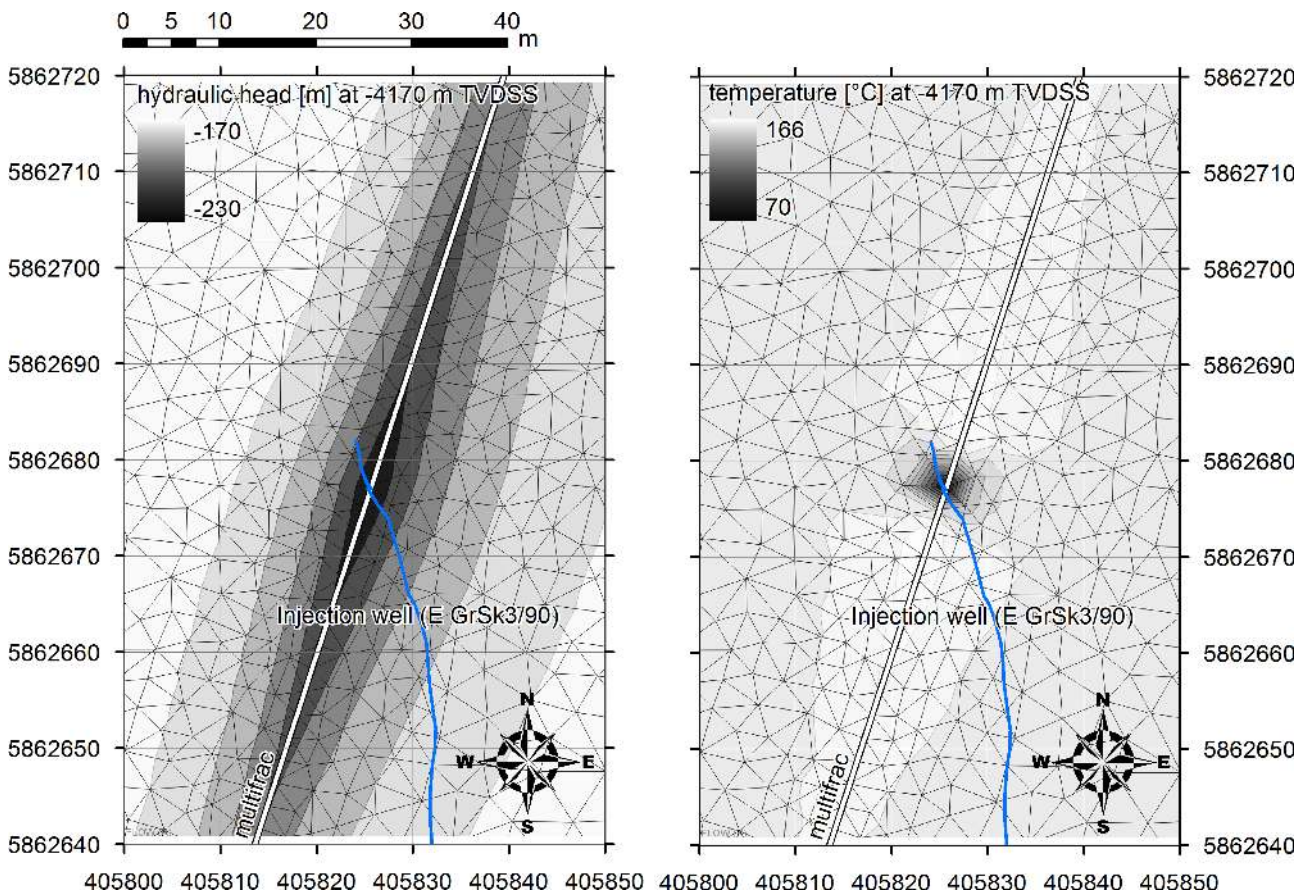 0 5 10 20 30 40
m
5862720
hydraulic head [m] at -4170 m TVDSS
-170
-230
5862710
5862700
5862690
5862680
5862670
5862660
5862650
5862640
Injection well (E GrSk3/90)
multifrac
N
W E
S
405800 405810 405820 405830 405840 405850
temperature [°C] at -4170 m TVDSS
166
70
Injection well (E GrSk3/90)
multifrac
N
W E
S
5862720
5862710
5862700
5862690
5862680
5862670
5862660
5862650
5862640
405800 405810 405820 405830 405840 405850